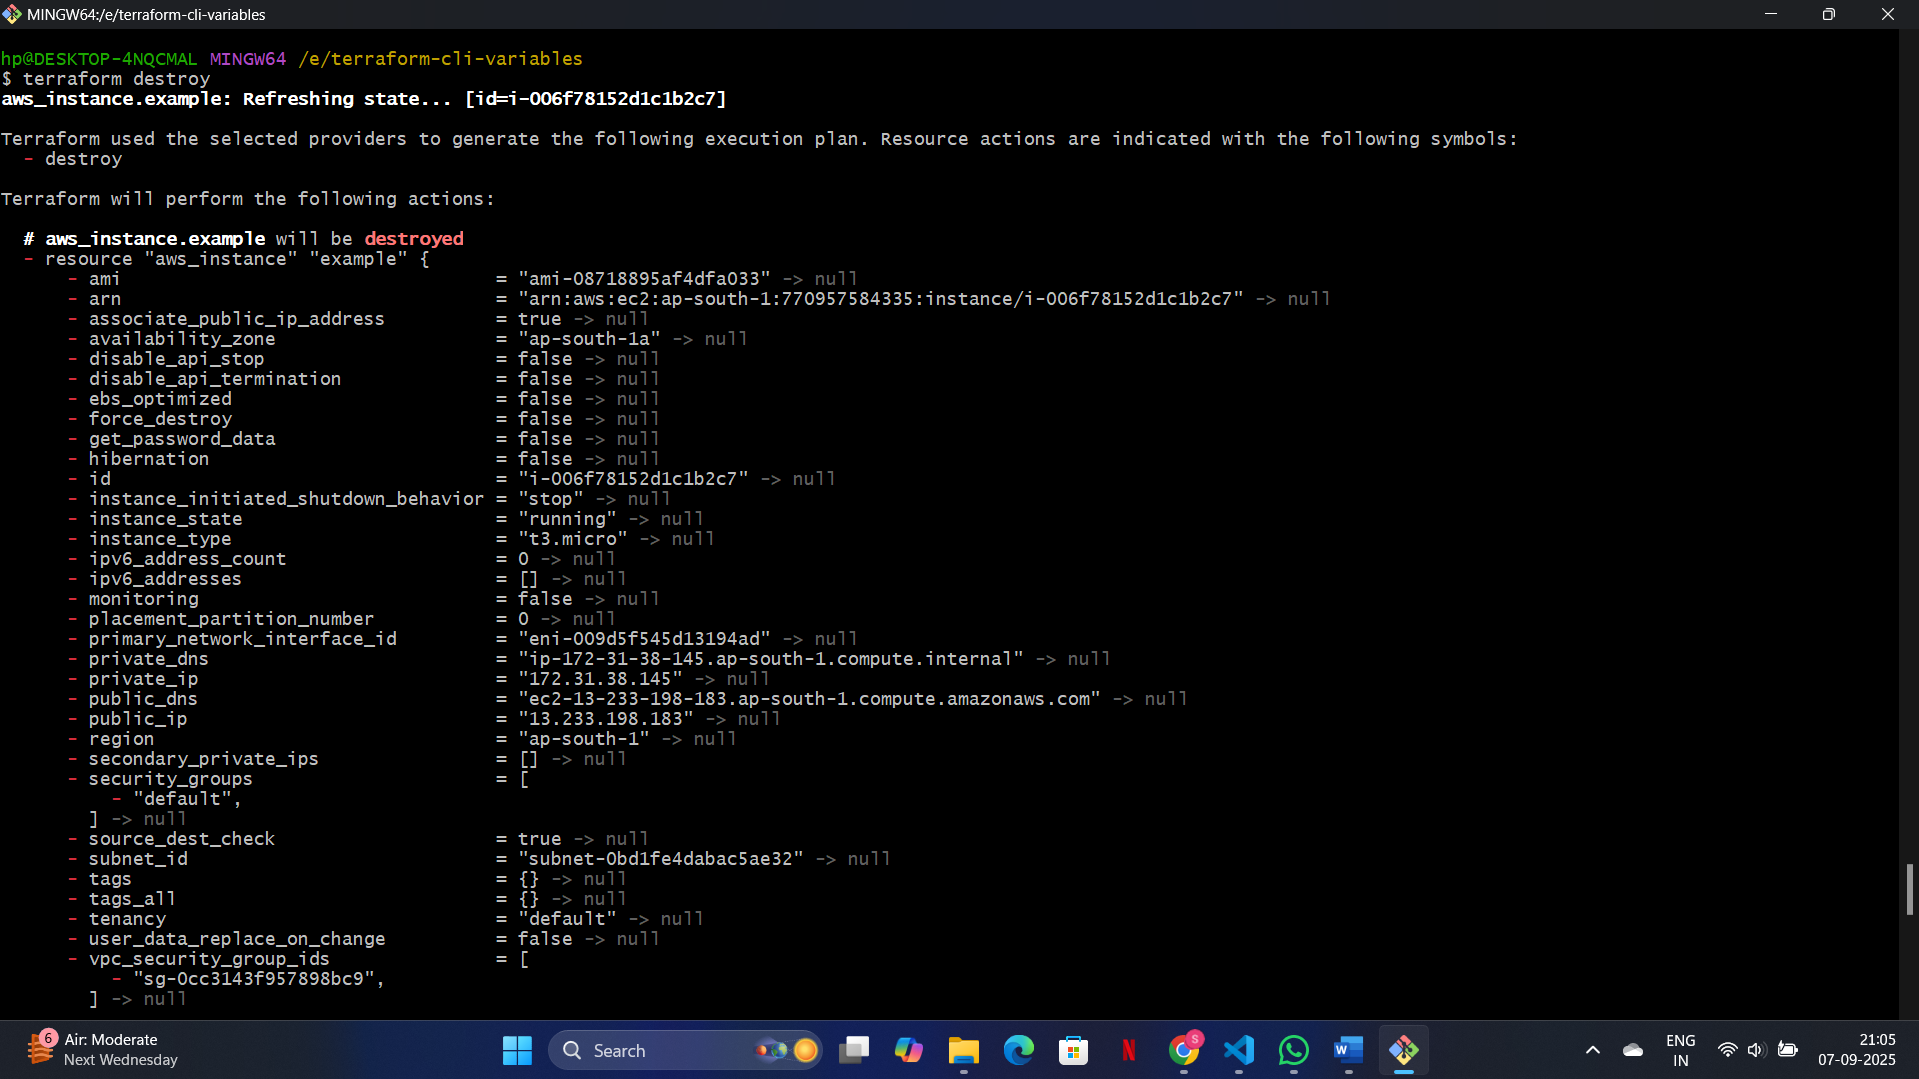 MINGW64:/e/terraform-cli-variables
hp@DESKTOP-4NQCMAL MINGW64 /e/terraform-cli-variables
$ terraform destroy
aws_instance.example: Refreshing state... [id=i-006f78152d1c1b2c7]
Terraform used the selected providers to generate the following execution plan. Resource actions are indicated with the following symbols:
- destroy
Terraform will perform the following actions:
# aws_instance.example will be destroyed
- resource "aws_instance" "example" {
- ami = "ami-08718895af4dfa033" -> null
- arn = "arn:aws:ec2:ap-south-1:770957584335:instance/i-006f78152d1c1b2c7" -> null
- associate_public_ip_address = true -> null
- availability_zone = "ap-south-1a" -> null
- disable_api_stop = false -> null
- disable_api_termination = false -> null
- ebs_optimized = false -> null
- force_destroy = false -> null
- get_password_data = false -> null
- hibernation = false -> null
- id = "i-006f78152d1c1b2c7" -> null
- instance_initiated_shutdown_behavior = "stop" -> null
- instance_state = "running" -> null
- instance_type = "t3.micro" -> null
- ipv6_address_count = 0 -> null
- ipv6_addresses = [] -> null
- monitoring = false -> null
- placement_partition_number = 0 -> null
- primary_network_interface_id = "eni-009d5f545d13194ad" -> null
- private_dns = "ip-172-31-38-145.ap-south-1.compute.internal" -> null
- private_ip = "172.31.38.145" -> null
- public_dns = "ec2-13-233-198-183.ap-south-1.compute.amazonaws.com" -> null
- public_ip = "13.233.198.183" -> null
- region = "ap-south-1" -> null
- secondary_private_ips = [] -> null
- security_groups = [
- "default",
] -> null
- source_dest_check = true -> null
- subnet_id = "subnet-0bd1fe4dabac5ae32" -> null
- tags = {} -> null
- tags_all = {} -> null
- tenancy = "default" -> null
- user_data_replace_on_change = false -> null
- vpc_security_group_ids = [
- "sg-0cc3143f957898bc9",
] -> null
6
Air: Moderate
Next Wednesday
Search
N
S
W
ENG
IN
21:05
07-09-2025